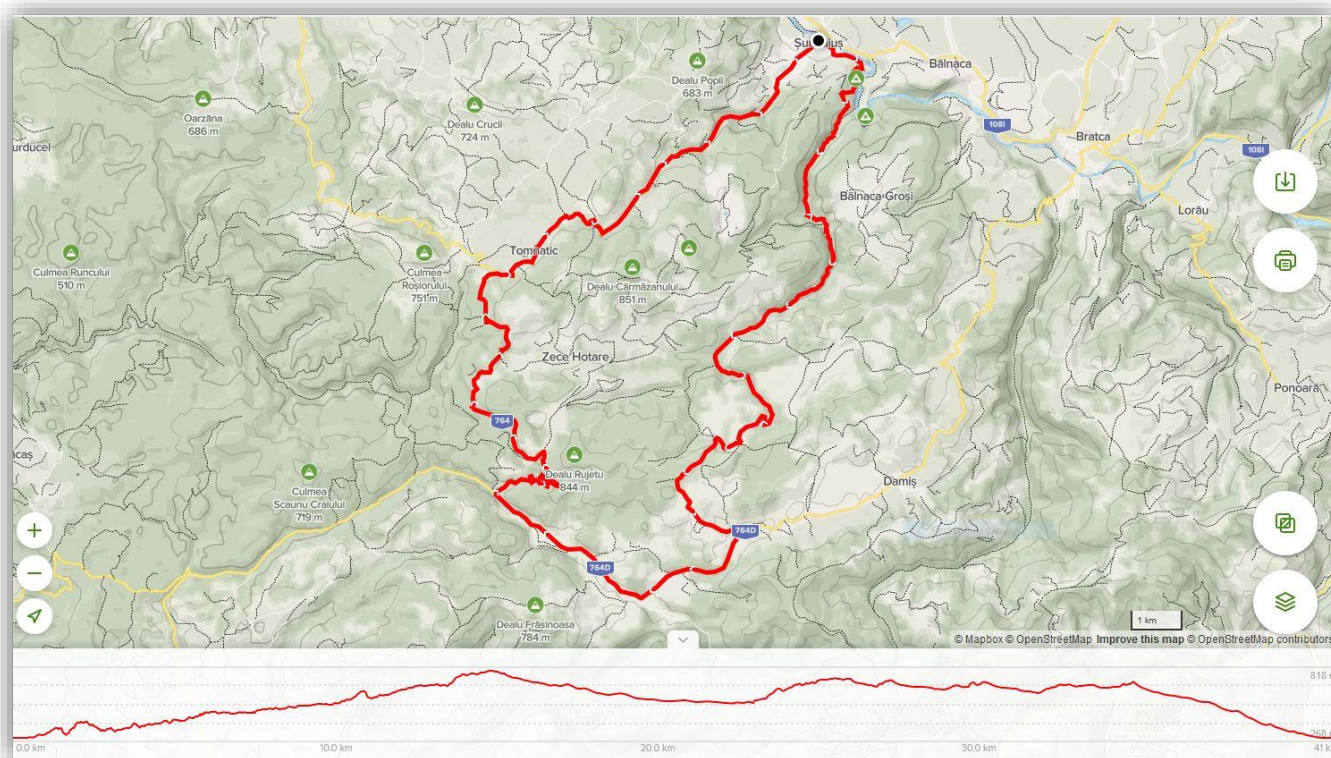 Bălnaca
Dealu Popii
683 m
Oarzăna
686 m
Dealu Crucii
724 m
108I
Bratca
108I
Bălnaca Groși
Lorău
Culmea Runcului
510 m
Tomnatic
Culmea
Roșiorului
751 m
Dealu Cărmăzanului
851 m
Zece Hotare
Ponoară
764
Dealu Rujetu
844 m
Culmea
Scaunu Craiului
719 m
Damiș
764D
764D
Dealu Frăsinoasa
784 m
1 km
© Mapbox © OpenStreetMap Improve this map © OpenStreetMap contributors
818 m
268 m
0.0 km
10.0 km
20.0 km
30.0 km
41 k